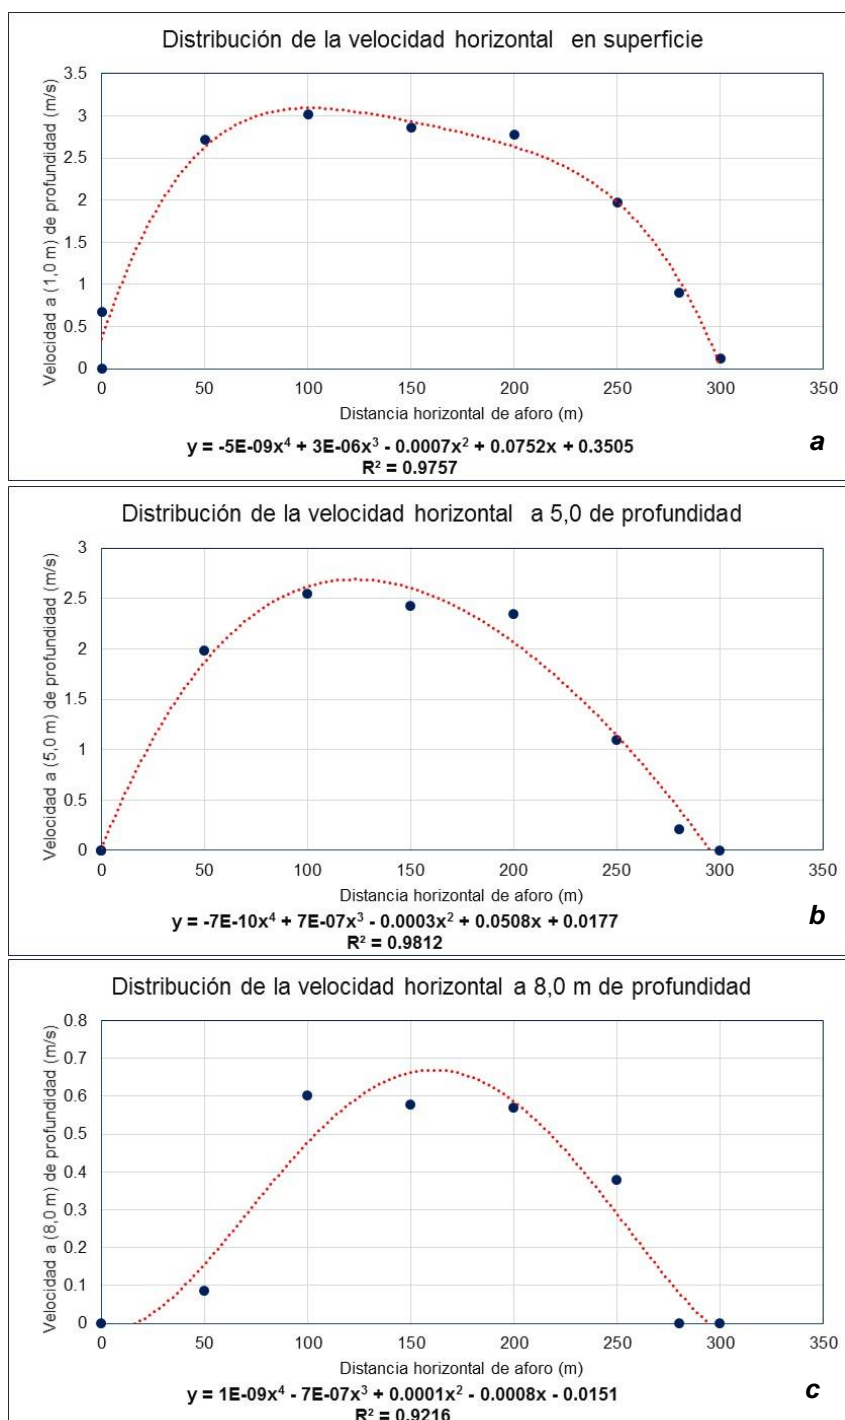 Distribución de la velocidad horizontal en superficie
Velocidad a (1,0 m) de profundidad (m/s)
3.5
3
2.5
2
1.5
1
0.5
0
0 50 100 150 200 250 300 350
Distancia horizontal de aforo (m)
y = -5E-09x⁴ + 3E-06x³ - 0.0007x² + 0.0752x + 0.3505
R² = 0.9757
a
Distribución de la velocidad horizontal a 5,0 de profundidad
Velocidad a (5,0 m) de profundidad (m/s)
3
2.5
2
1.5
1
0.5
0
0 50 100 150 200 250 300 350
Distancia horizontal de aforo (m)
y = -7E-10x⁴ + 7E-07x³ - 0.0003x² + 0.0508x + 0.0177
R² = 0.9812
b
Distribución de la velocidad horizontal a 8,0 m de profundidad
Velocidad a (8,0 m) de profundidad (m/s)
0.8
0.7
0.6
0.5
0.4
0.3
0.2
0.1
0
0 50 100 150 200 250 300 350
Distancia horizontal de aforo (m)
y = 1E-09x⁴ - 7E-07x³ + 0.0001x² - 0.0008x - 0.0151
R² = 0.9216
c